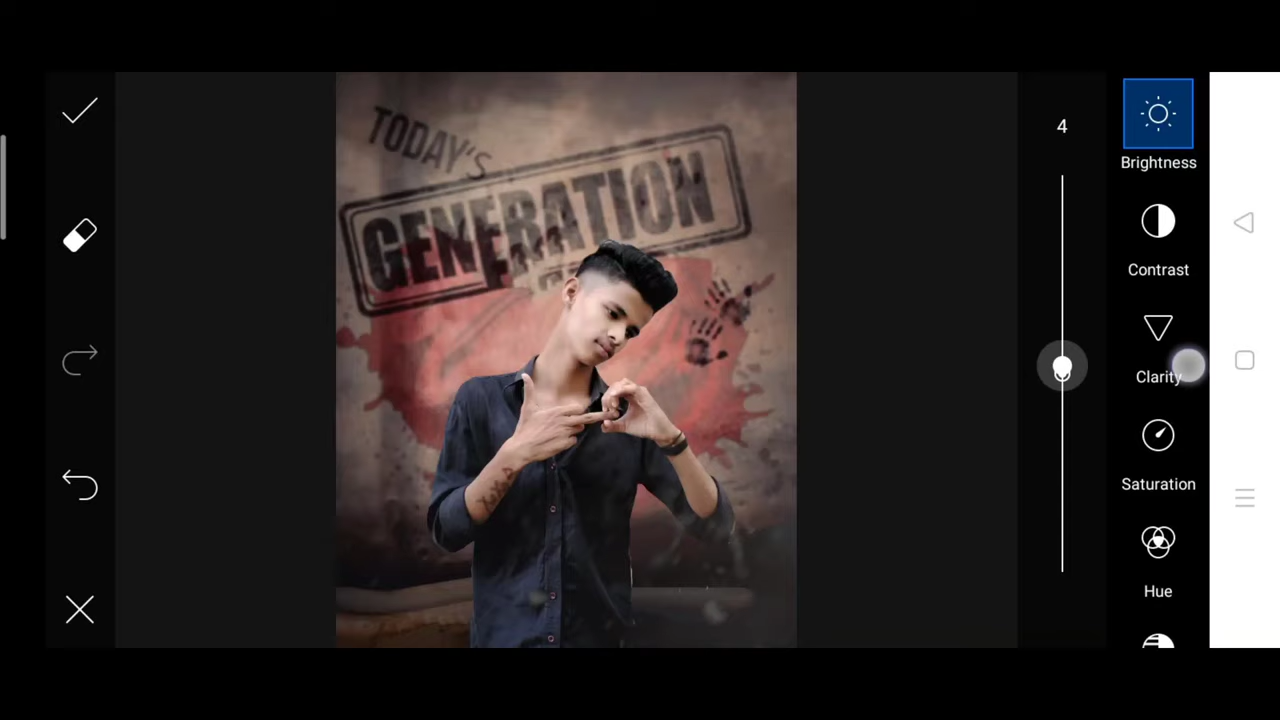 4
Brightness
Contrast
Clarity
Saturation
Hue
TODAY'S
GENERATION